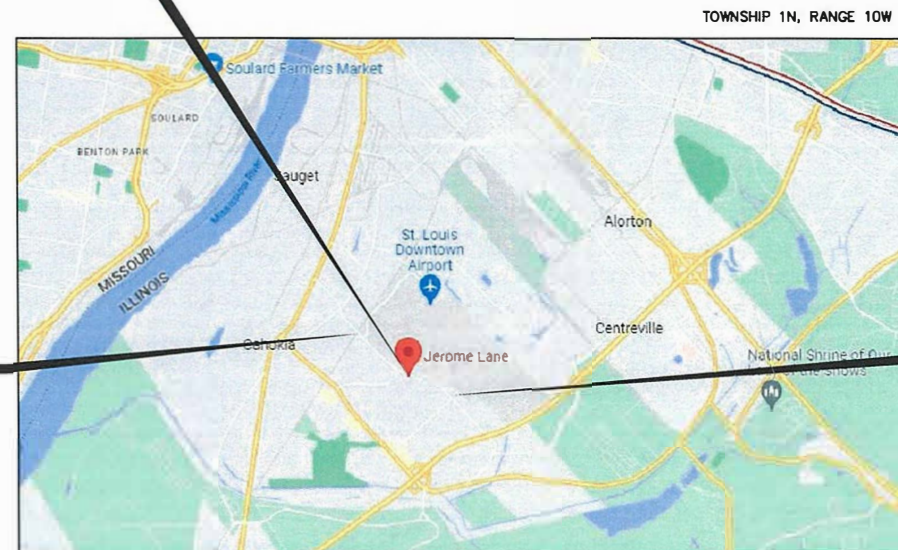 TOWNSHIP 1N, RANGE 10W
Soulard Farmers Market
SOULARD
BENTON PARK
Sauget
Mississippi River
MISSOURI
ILLINOIS
Alorton
St. Louis
Downtown
Airport
Centreville
Cahokia
Jerome Lane
National Shrine of Our
of the Snows